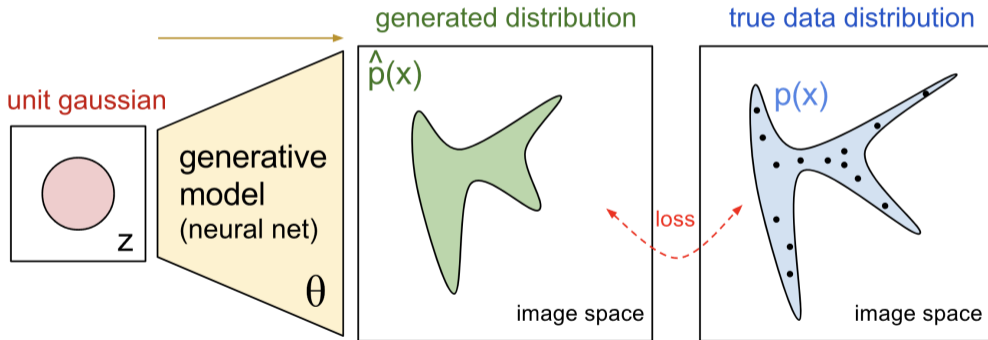 generated distribution
true data distribution
unit gaussian
z
generative
model
(neural net)
θ
p̂(x)
image space
loss
p(x)
image space